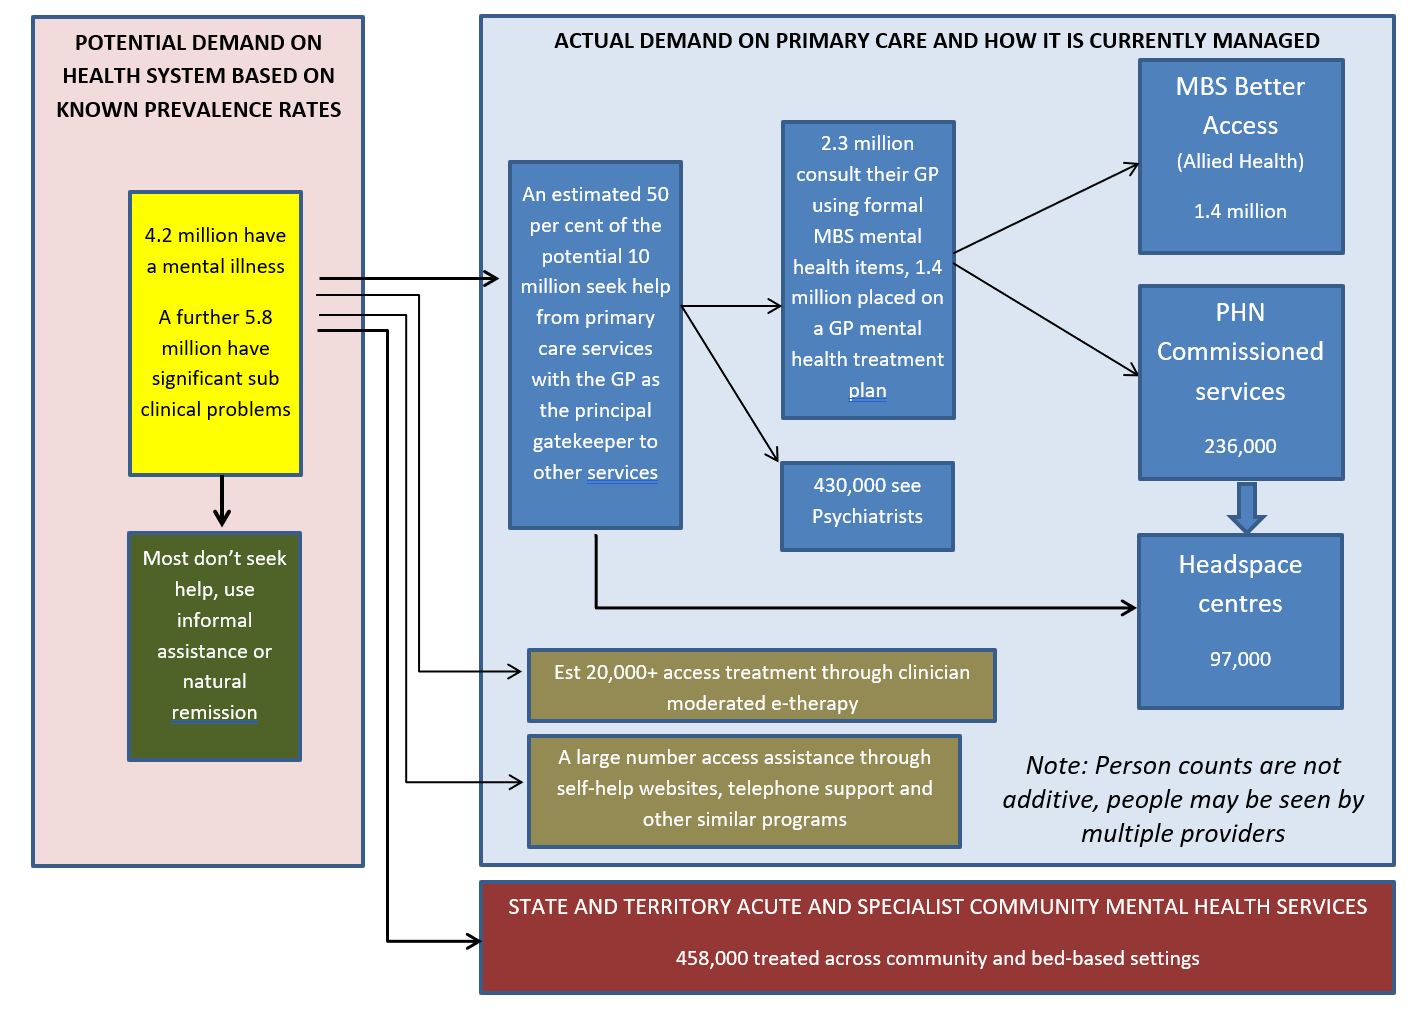 POTENTIAL DEMAND ON
HEALTH SYSTEM BASED ON
KNOWN PREVALENCE RATES
4.2 million have
a mental illness
A further 5.8
million have
significant sub
clinical problems
Most don’t seek
help, use
informal
assistance or
natural
remission
ACTUAL DEMAND ON PRIMARY CARE AND HOW IT IS CURRENTLY MANAGED
An estimated 50
per cent of the
potential 10
million seek help
from primary
care services
with the GP as
the principal
gatekeeper to
other services
2.3 million
consult their GP
using formal
MBS mental
health items, 1.4
million placed on
a GP mental
health treatment
plan
430,000 see
Psychiatrists
MBS Better
Access
(Allied Health)
1.4 million
PHN
Commissioned
services
236,000
Headspace
centres
97,000
Est 20,000+ access treatment through clinician
moderated e-therapy
A large number access assistance through
self-help websites, telephone support and
other similar programs
Note: Person counts are not
additive, people may be seen by
multiple providers
STATE AND TERRITORY ACUTE AND SPECIALIST COMMUNITY MENTAL HEALTH SERVICES
458,000 treated across community and bed-based settings